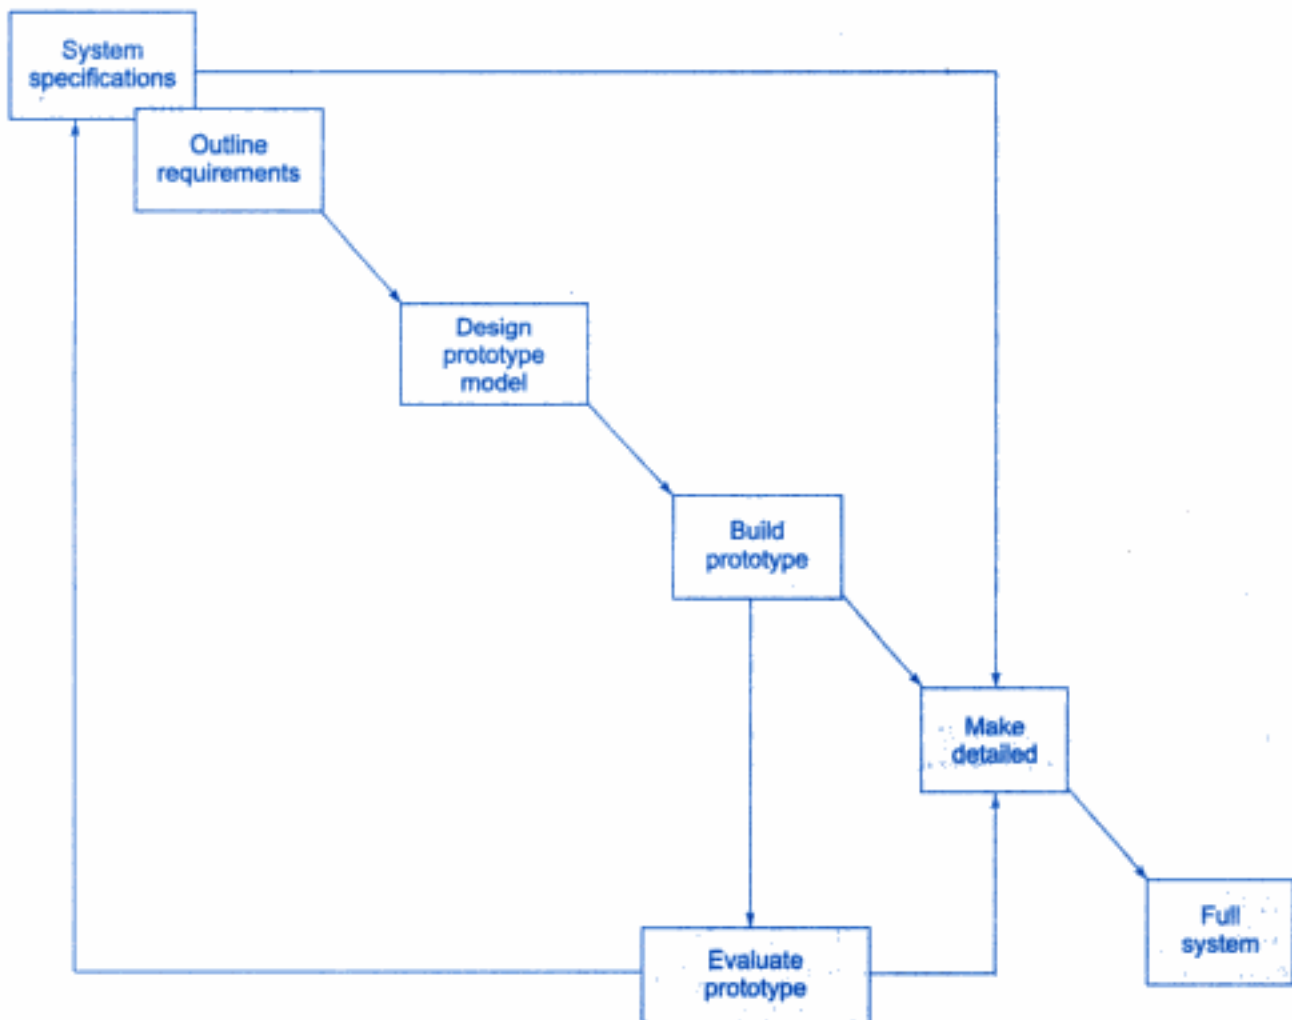 System
specifications
Outline
requirements
Design
prototype
model
Build
prototype
Make
detailed
Full
system
Evaluate
prototype